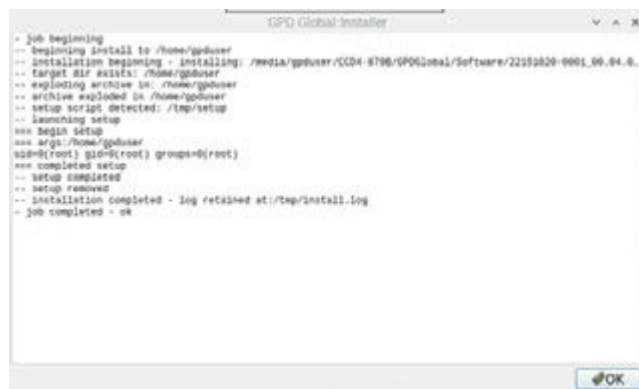 GPD Global Installer
- job beginning
-- beginning install to /home/gpduser
-- installation beginning - installing: /media/gpduser/CCD4-870B/GPDGlobal/Software/22151020-0001_00.04.0.
-- target dir exists: /home/gpduser
-- exploding archive in: /home/gpduser
-- archive exploded in /home/gpduser
-- setup script detected: /tmp/setup
-- launching setup
=== begin setup
=== args:/home/gpduser
uid=0(root) gid=0(root) groups=0(root)
=== completed setup
-- setup completed
-- setup removed
-- installation completed - log retained at:/tmp/install.log
- job completed - ok
OK